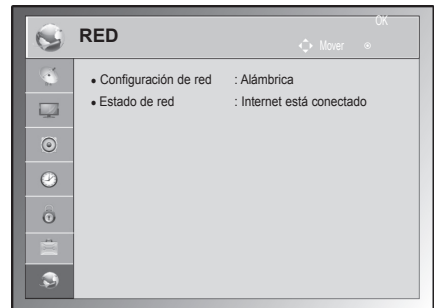 OK
RED
Mover
• Configuración de red : Alámbrica
• Estado de red : Internet está conectado